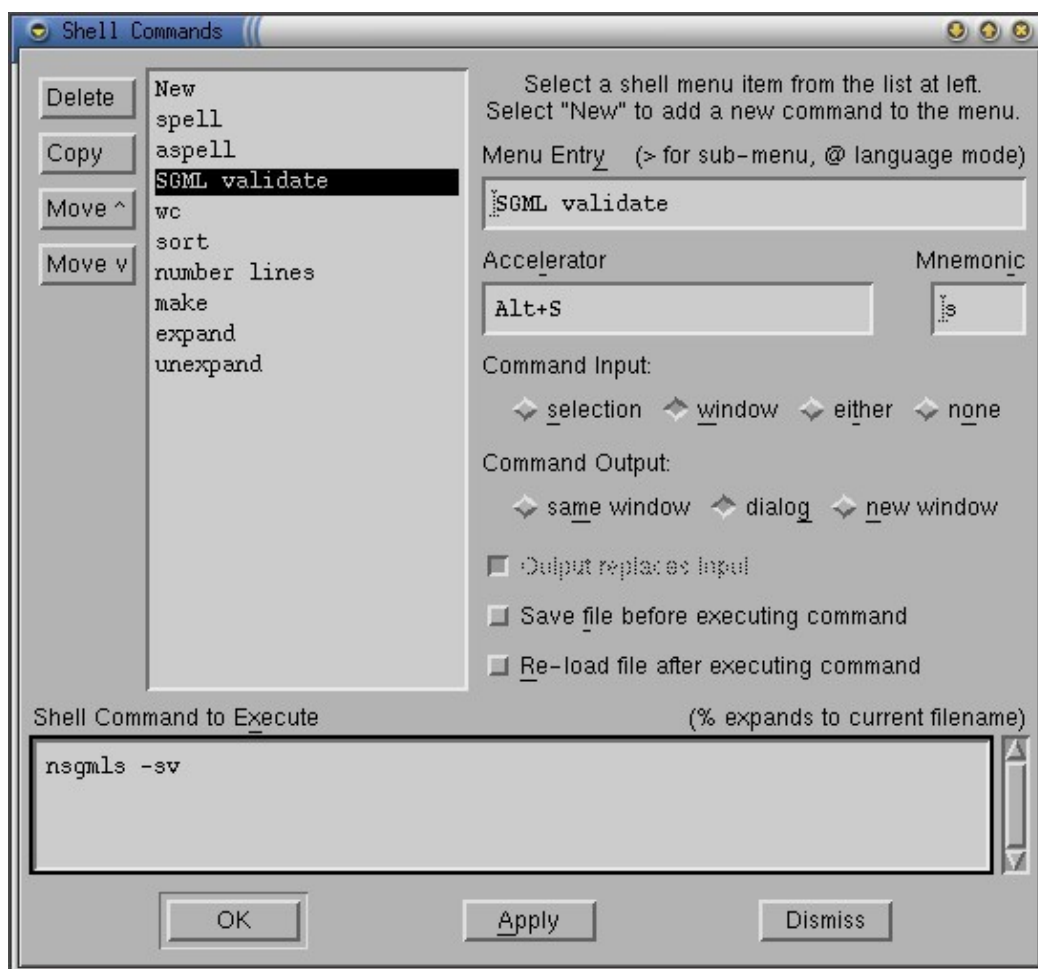 Shell Commands
Delete
Copy
Move ^
Move v
New
spell
aspell
SGML validate
wc
sort
number lines
make
expand
unexpand
Select a shell menu item from the list at left.
Select "New" to add a new command to the menu.
Menu Entry (> for sub-menu, @ language mode)
SGML validate
Accelerator Mnemonic
Alt+S s
Command Input:
selection window either none
Command Output:
same window dialog new window
Output replaces Input
Save file before executing command
Re-load file after executing command
Shell Command to Execute (% expands to current filename)
nsgmls -sv
OK Apply Dismiss